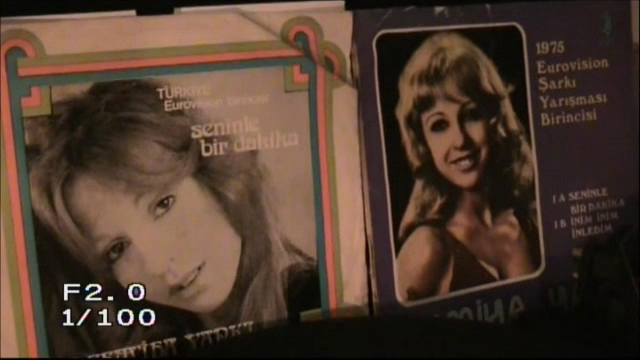 TÜRKİYE
Eurovision birincisi
seninle
bir dakika
1975
Eurovision
Şarkı
Yarışması
Birincisi
1 A SENİNLE
BİR DAKİKA
1 B İNİM İNİM
İNLEDİM
F2.0
1/100